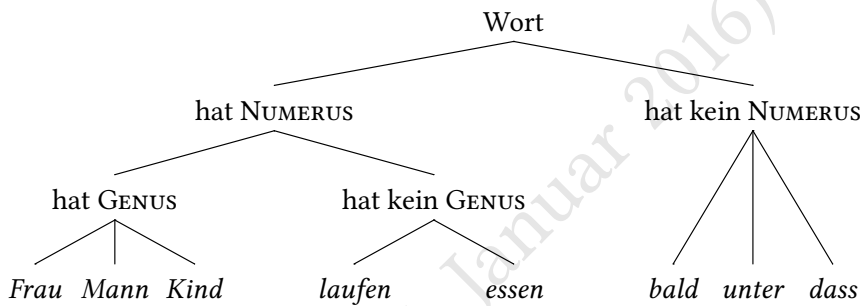 Wort
hat NUMERUS hat kein NUMERUS
hat GENUS hat kein GENUS
Frau Mann Kind laufen essen bald unter dass
Januar 2016)